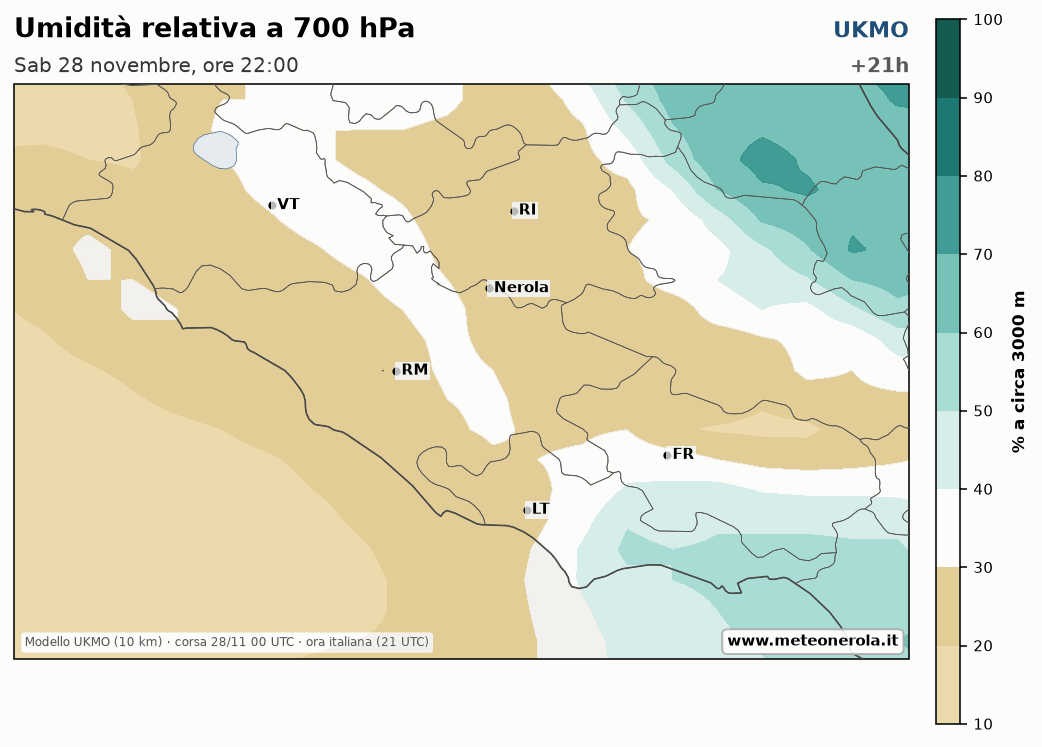 Umidità relativa a 700 hPa
UKMO
Sab 28 novembre, ore 22:00
+21h
100
90
80
70
60
50
40
30
20
10
% a circa 3000 m
VT
RI
Nerola
RM
FR
LT
Modello UKMO (10 km) · corsa 28/11 00 UTC · ora italiana (21 UTC)
www.meteonerola.it